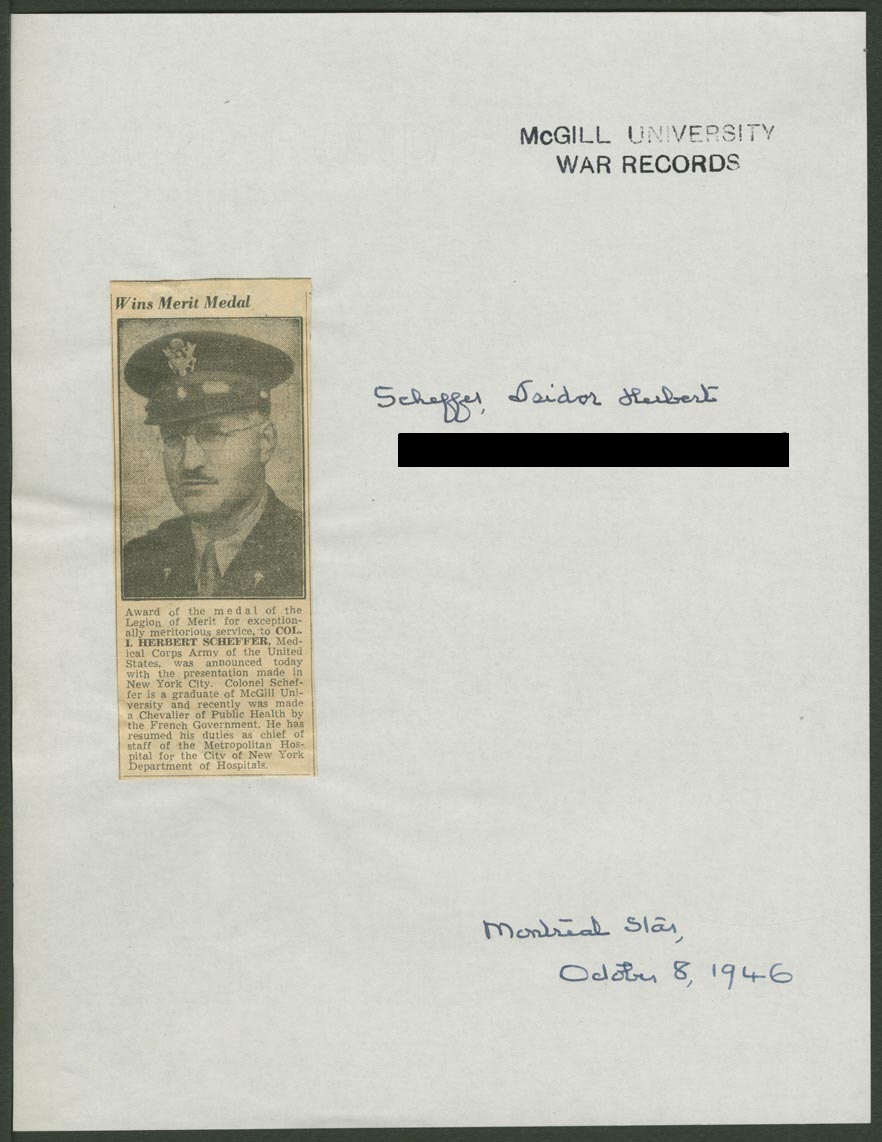 McGILL UNIVERSITY
WAR RECORDS
Wins Merit Medal
Scheffer, Isidor Herbert
Award of the medal of the
Legion of Merit for exception-
ally meritorious service, to COL.
I. HERBERT SCHEFFER, Med-
ical Corps Army of the United
States, was announced today
with the presentation made in
New York City. Colonel Schef-
fer is a graduate of McGill Uni-
versity and recently was made
a Chevalier of Public Health by
the French Government. He has
resumed his duties as chief of
staff of the Metropolitan Hos-
pital for the City of New York
Department of Hospitals.
Montreal Star,
October 8, 1946